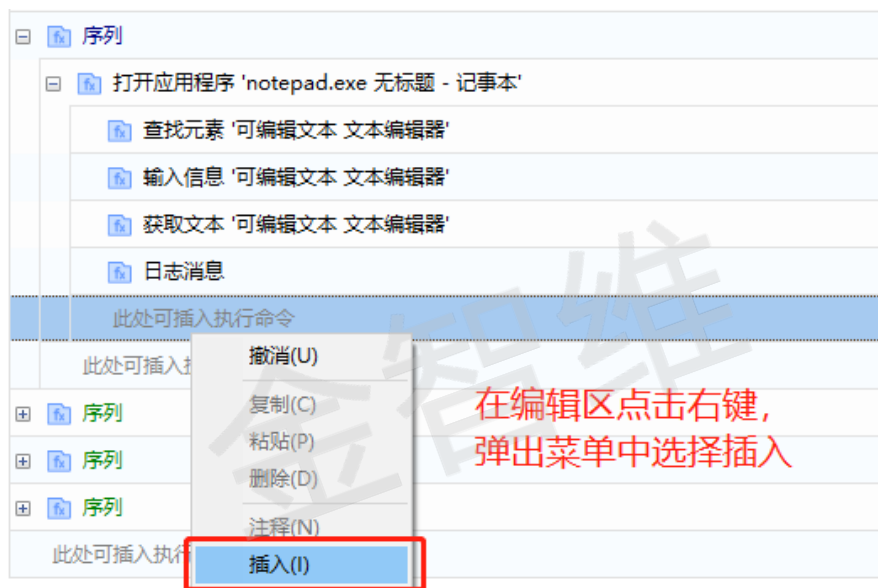 序列
打开应用程序 'notepad.exe 无标题 - 记事本'
查找元素 '可编辑文本 文本编辑器'
输入信息 '可编辑文本 文本编辑器'
获取文本 '可编辑文本 文本编辑器'
日志消息
此处可插入执行命令
撤消(U)
此处可插入
复制(C)
在编辑区点击右键，
序列
粘贴(P)
弹出菜单中选择插入
序列
删除(D)
序列
注释(N)
此处可插入执行
插入(I)
金智维